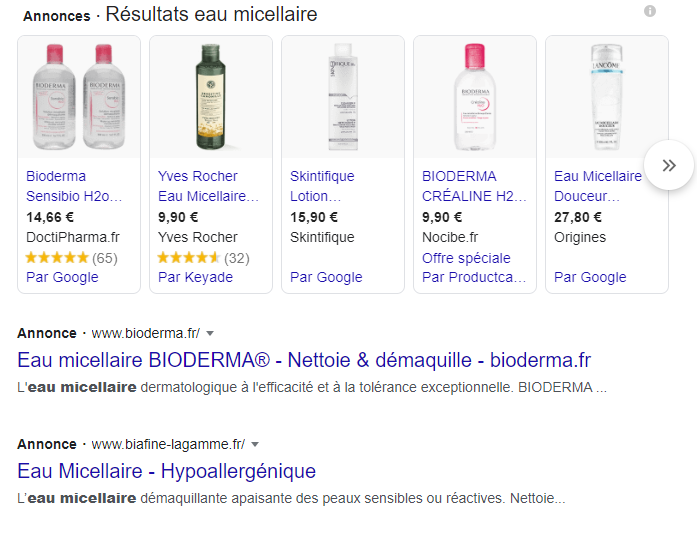 Annonces · Résultats eau micellaire
BIODERMA
BIODERMA
LANCÔME
Bioderma
Sensibio H2o…
14,66 €
DoctiPharma.fr
(65)
Par Google
Yves Rocher
Eau Micellaire…
9,90 €
Yves Rocher
(32)
Par Keyade
Skintifique
Lotion…
15,90 €
Skintifique
Par Google
BIODERMA
CRÉALINE H2…
9,90 €
Nocibe.fr
Offre spéciale
Par Productca…
Eau Micellaire
Douceur…
27,80 €
Origines
Par Google
Annonce · www.bioderma.fr/
Eau micellaire BIODERMA® - Nettoie & démaquille - bioderma.fr
L'eau micellaire dermatologique à l'efficacité et à la tolérance exceptionnelle. BIODERMA ...
Annonce · www.biafine-lagamme.fr/
Eau Micellaire - Hypoallergénique
L’eau micellaire démaquillante apaisante des peaux sensibles ou réactives. Nettoie...